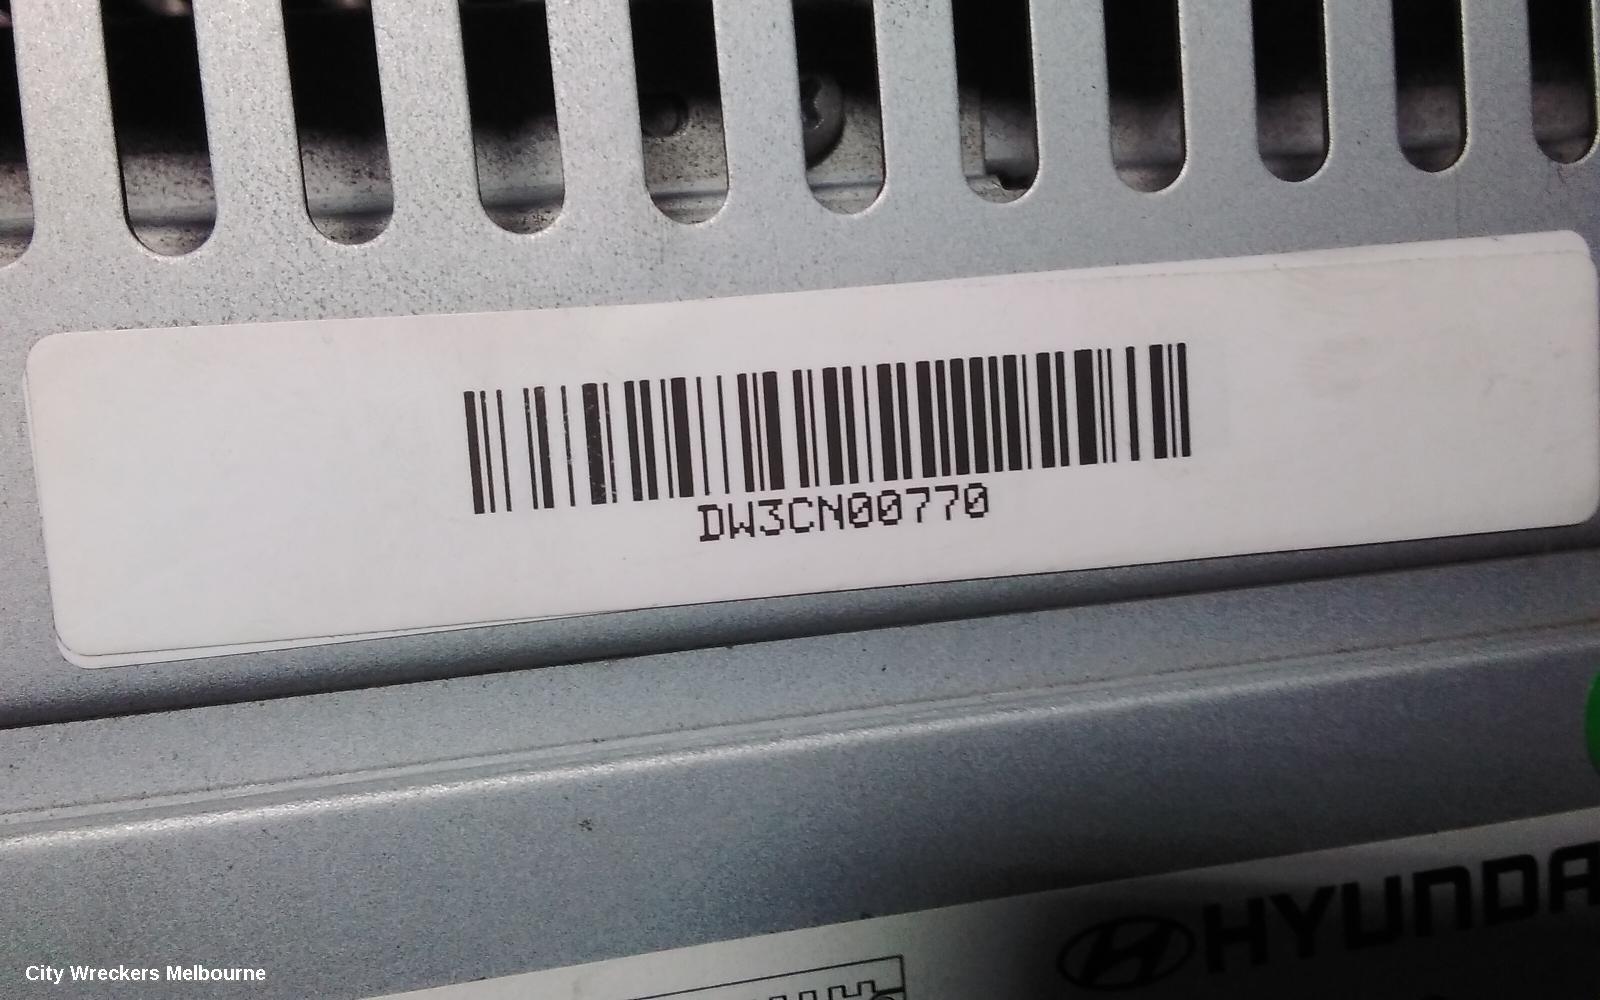 DW3CN00770
HYUNDA
City Wreckers Melbourne